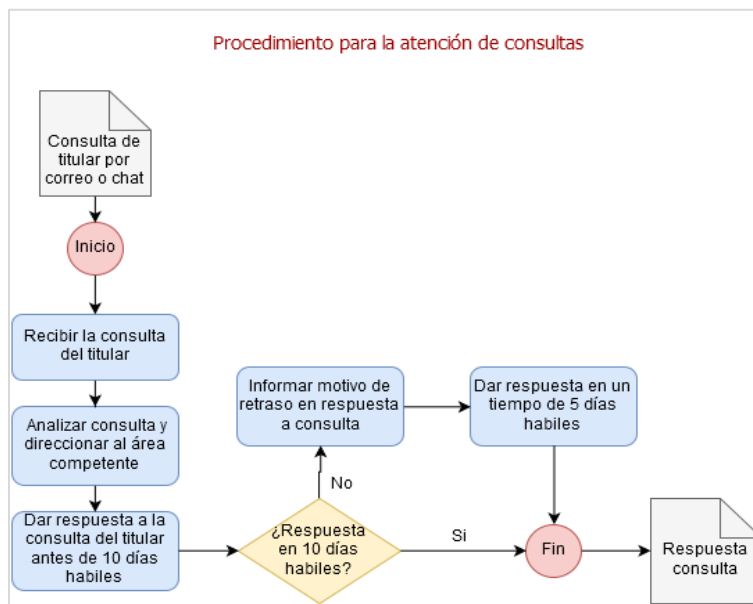 Procedimiento para la atención de consultas
Consulta de
titular por
correo o chat
Inicio
Recibir la consulta
del titular
Analizar consulta y
direccionar al área
competente
Dar respuesta a la
consulta del titular
antes de 10 días
habiles
¿Respuesta
en 10 días
habiles?
No
Informar motivo de
retraso en respuesta
a consulta
Dar respuesta en un
tiempo de 5 días
habiles
Si
Fin
Respuesta
consulta